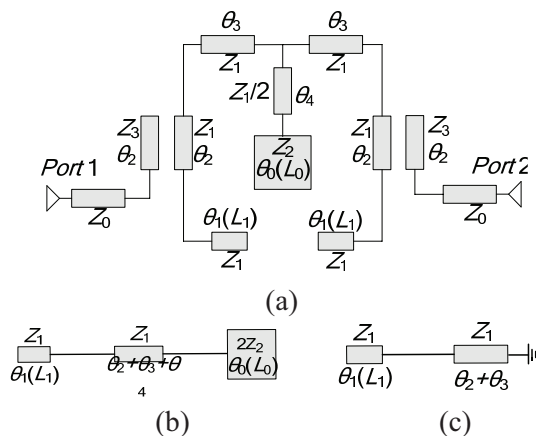 θ3 θ3
Z1 Z1
Z1/2 θ4
Z3 Z1 Z1 Z3
θ2 θ2 θ2 θ2
Z2
θ0(L0)
Port 1 Port 2
Z0 Z0
θ1(L1) θ1(L1)
Z1 Z1
(a)
Z1 Z1 2Z2
θ1(L1) θ2+θ3+θ θ0(L0)
4
(b)
Z1 Z1
θ1(L1) θ2+θ3
(c)